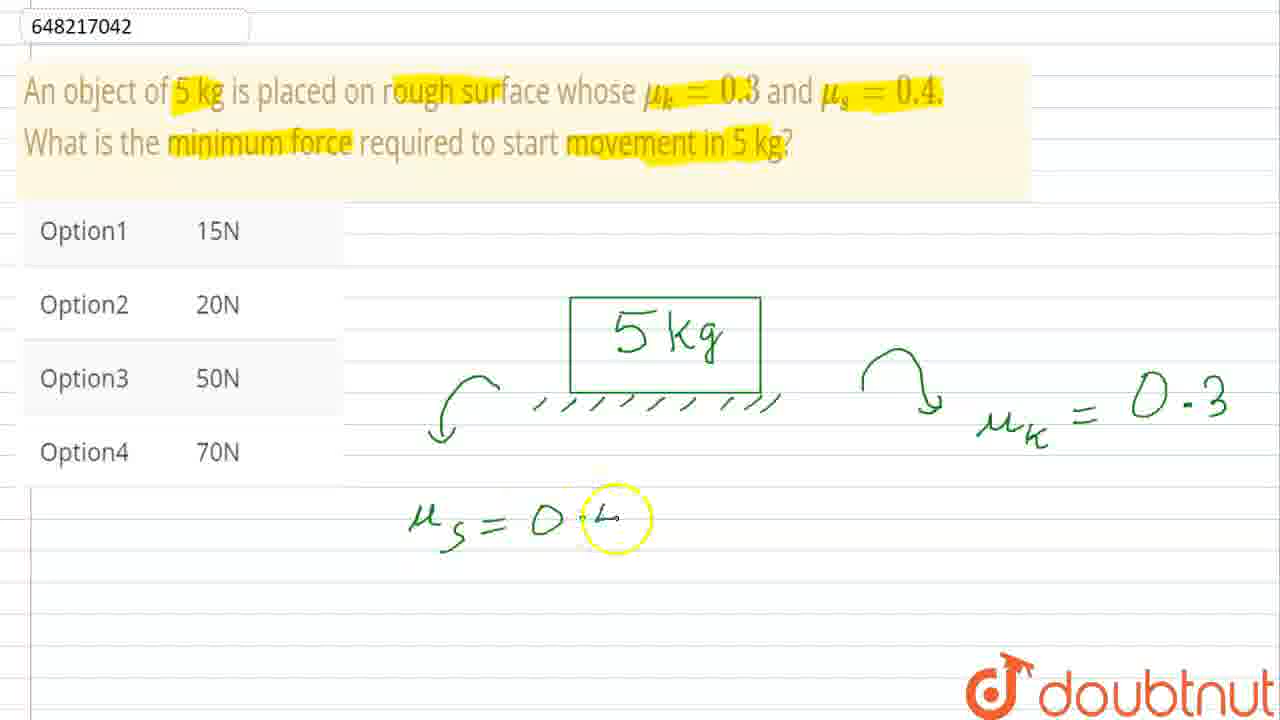 648217042
An object of 5 kg is placed on rough surface whose μₖ = 0.3 and μₛ = 0.4.
What is the minimum force required to start movement in 5 kg?
Option1 15N
Option2 20N
Option3 50N
Option4 70N
5 kg
μₖ = 0.3
μₛ = 0.4
doubtnut